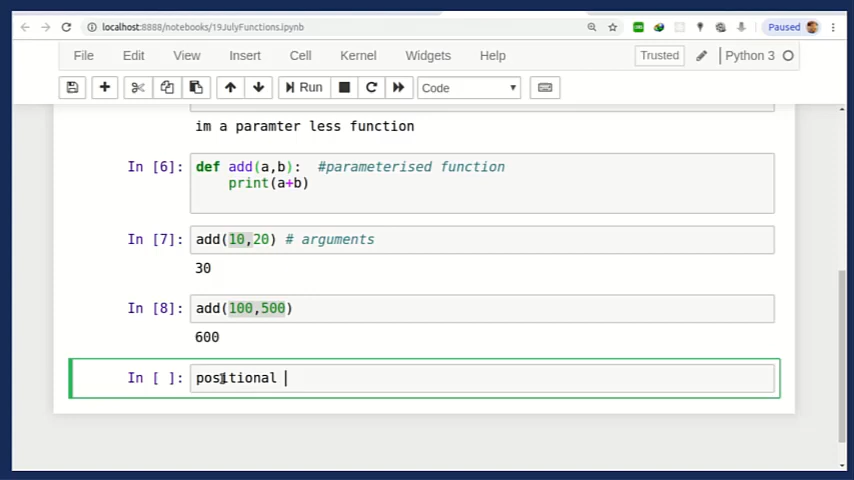 localhost:8888/notebooks/19JulyFunctions.ipynb
Paused
File Edit View Insert Cell Kernel Widgets Help
Trusted
Python 3
Run
Code
im a paramter less function
In [6]: def add(a,b): #parameterised function
print(a+b)
In [7]: add(10,20) # arguments
30
In [8]: add(100,500)
600
In [ ]: positional